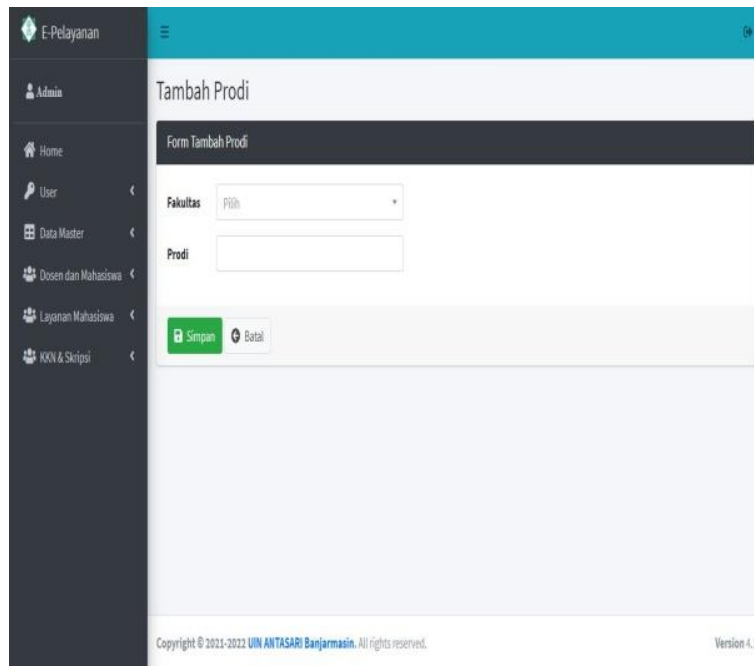 E-Pelayanan
Admin
Home
User
Data Master
Dosen dan Mahasiswa
Layanan Mahasiswa
KKN & Skripsi
Tambah Prodi
Form Tambah Prodi
Fakultas
Pilih
Prodi
Simpan
Batal
Copyright © 2021-2022 UIN ANTASARI Banjarmasin. All rights reserved.
Version 4.